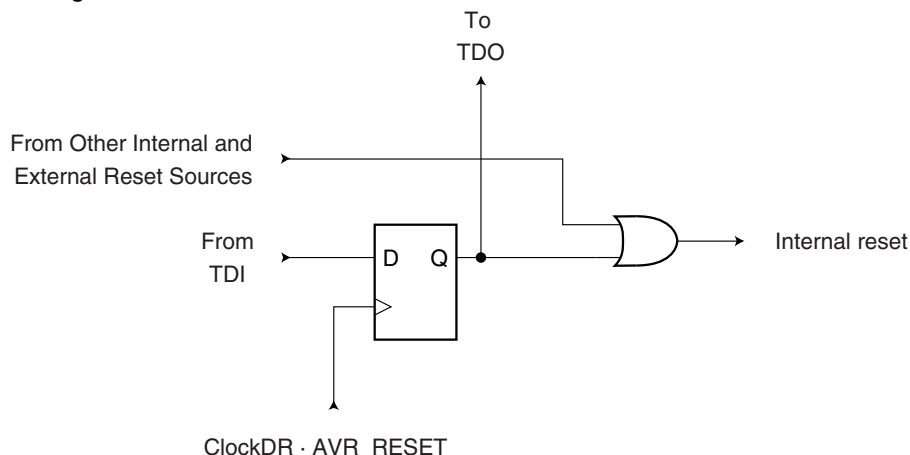 To
TDO
From Other Internal and
External Reset Sources
From
TDI
D Q
Internal reset
ClockDR · AVR_RESET